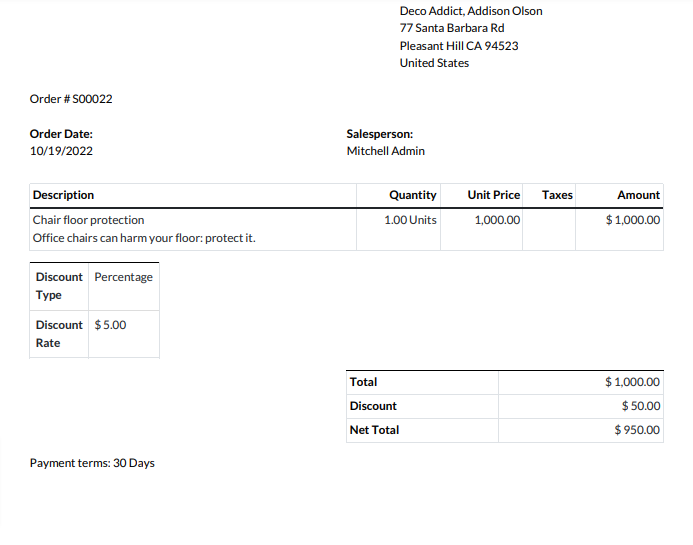 Deco Addict, Addison Olson
77 Santa Barbara Rd
Pleasant Hill CA 94523
United States
Order # S00022
Order Date: Salesperson:
10/19/2022 Mitchell Admin
Description Quantity Unit Price Taxes Amount
Chair floor protection 1.00 Units 1,000.00 $ 1,000.00
Office chairs can harm your floor: protect it.
Discount Percentage
Type
Discount $ 5.00
Rate
Total $ 1,000.00
Discount $ 50.00
Net Total $ 950.00
Payment terms: 30 Days